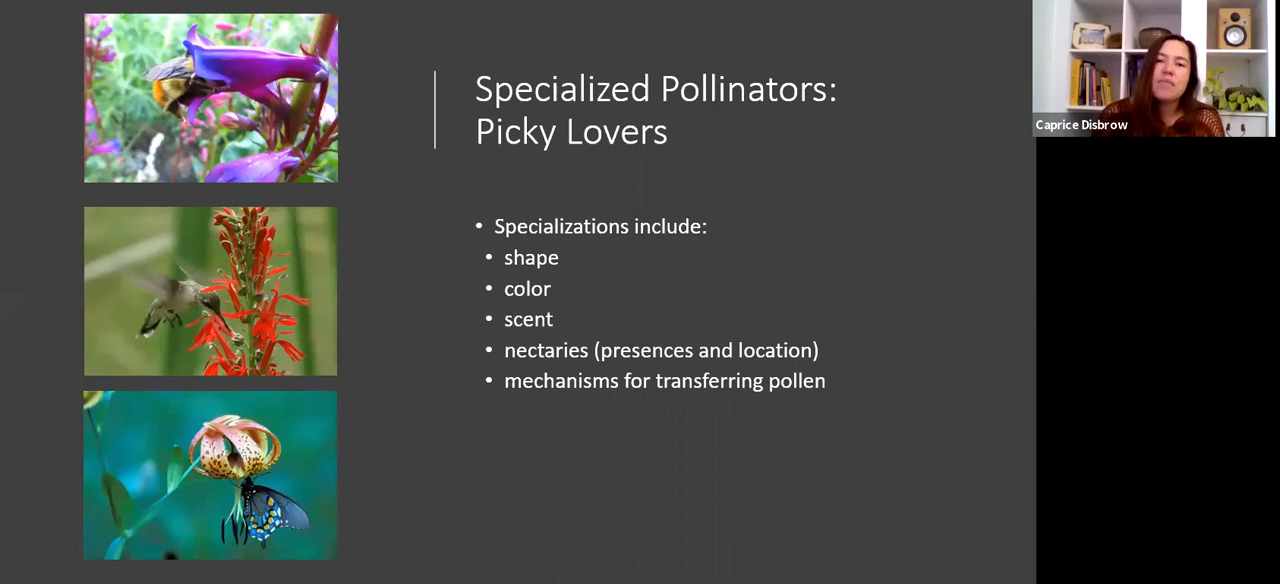 Specialized Pollinators:
Picky Lovers
• Specializations include:
• shape
• color
• scent
• nectaries (presences and location)
• mechanisms for transferring pollen
Caprice Disbrow